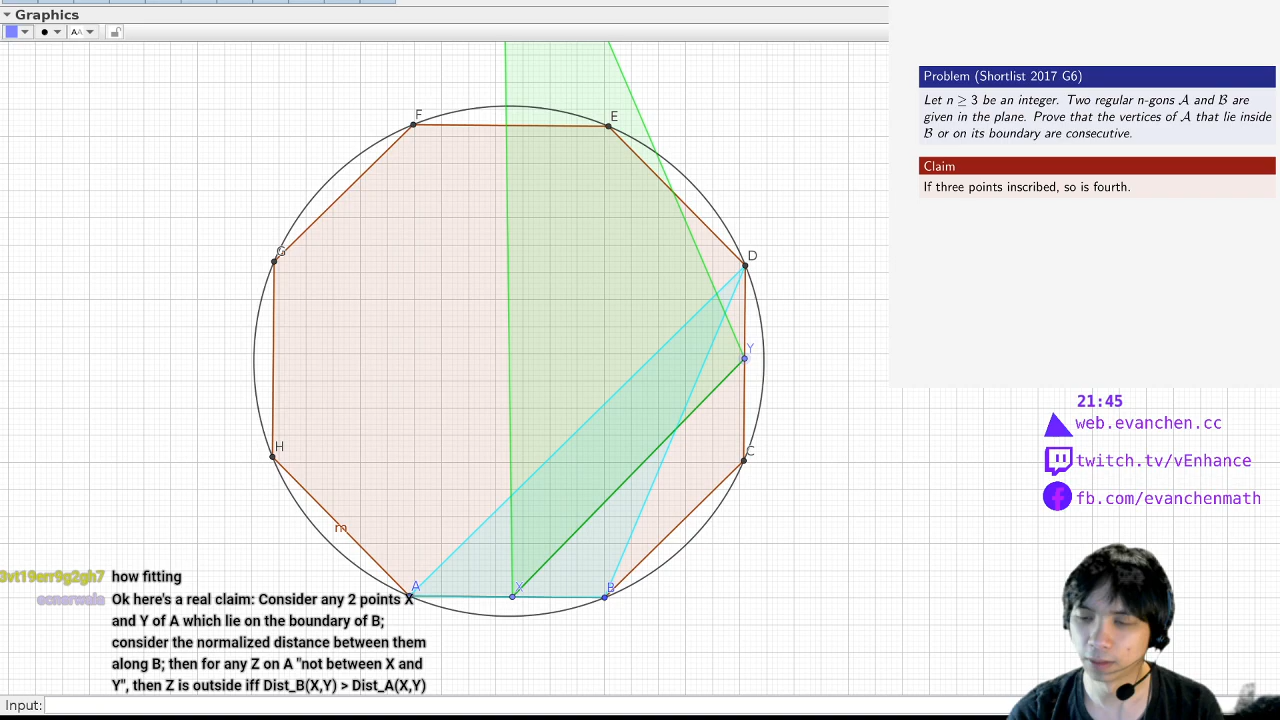 Graphics
AA
Problem (Shortlist 2017 G6)
Let n ≥ 3 be an integer. Two regular n-gons 𝒜 and ℬ are
given in the plane. Prove that the vertices of 𝒜 that lie inside
ℬ or on its boundary are consecutive.
Claim
If three points inscribed, so is fourth.
F
E
G
D
Y
H
C
m
A
X
B
21:45
web.evanchen.cc
twitch.tv/vEnhance
fb.com/evanchenmath
3vt19err9g2gh7 how fitting
Ok here's a real claim: Consider any 2 points X
and Y of A which lie on the boundary of B;
consider the normalized distance between them
along B; then for any Z on A "not between X and
Y", then Z is outside iff Dist_B(X,Y) > Dist_A(X,Y)
Input: